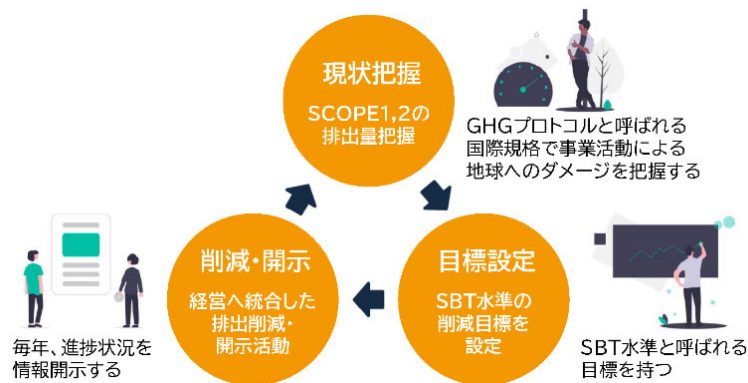 現状把握
SCOPE1,2の
排出量把握
GHGプロトコルと呼ばれる
国際規格で事業活動による
地球へのダメージを把握する
目標設定
SBT水準の
削減目標を
設定
SBT水準と呼ばれる
目標を持つ
削減・開示
経営へ統合した
排出削減・
開示活動
毎年、進捗状況を
情報開示する